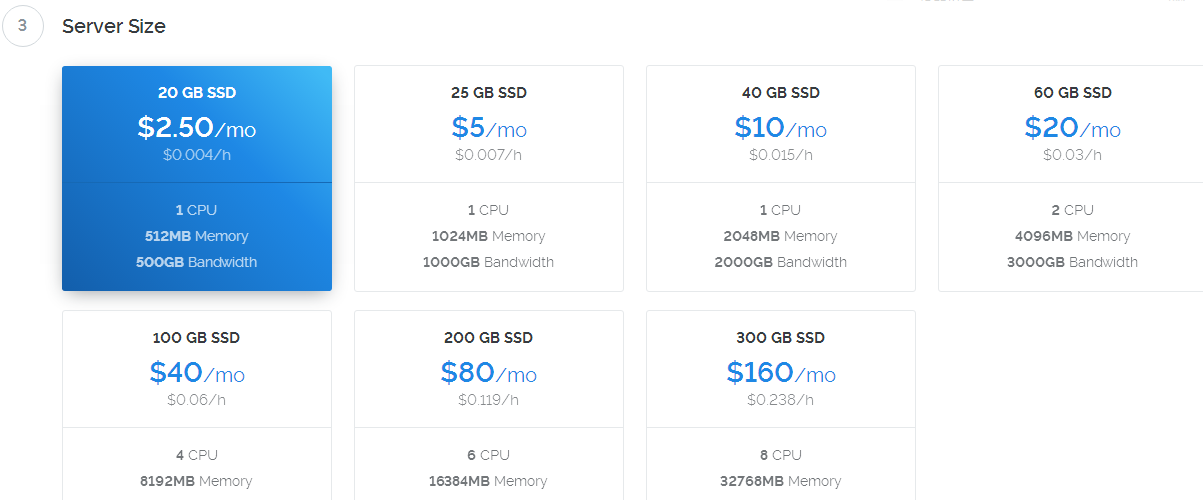 3
Server Size
20 GB SSD
$2.50/mo
$0.004/h
1 CPU
512MB Memory
500GB Bandwidth
25 GB SSD
$5/mo
$0.007/h
1 CPU
1024MB Memory
1000GB Bandwidth
40 GB SSD
$10/mo
$0.015/h
1 CPU
2048MB Memory
2000GB Bandwidth
60 GB SSD
$20/mo
$0.03/h
2 CPU
4096MB Memory
3000GB Bandwidth
100 GB SSD
$40/mo
$0.06/h
4 CPU
8192MB Memory
200 GB SSD
$80/mo
$0.119/h
6 CPU
16384MB Memory
300 GB SSD
$160/mo
$0.238/h
8 CPU
32768MB Memory